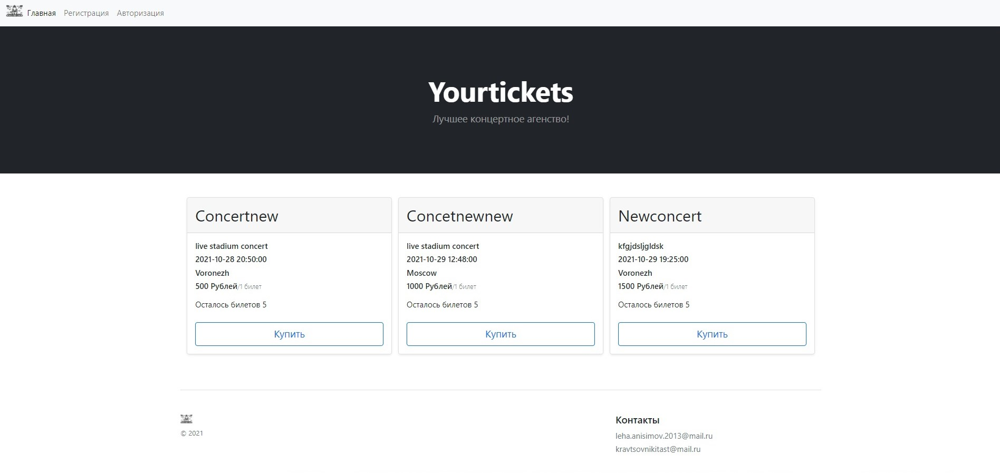 Главная Регистрация Авторизация
Yourtickets
Лучшее концертное агенство!
Concertnew
live stadium concert
2021-10-28 20:50:00
Voronezh
500 Рублей/1 билет
Осталось билетов 5
Купить
Concetnewnew
live stadium concert
2021-10-29 12:48:00
Moscow
1000 Рублей/1 билет
Осталось билетов 5
Купить
Newconcert
kfgjdsljgldsk
2021-10-29 19:25:00
Voronezh
1500 Рублей/1 билет
Осталось билетов 5
Купить
© 2021
Контакты
leha.anisimov.2013@mail.ru
kravtsovnikitast@mail.ru